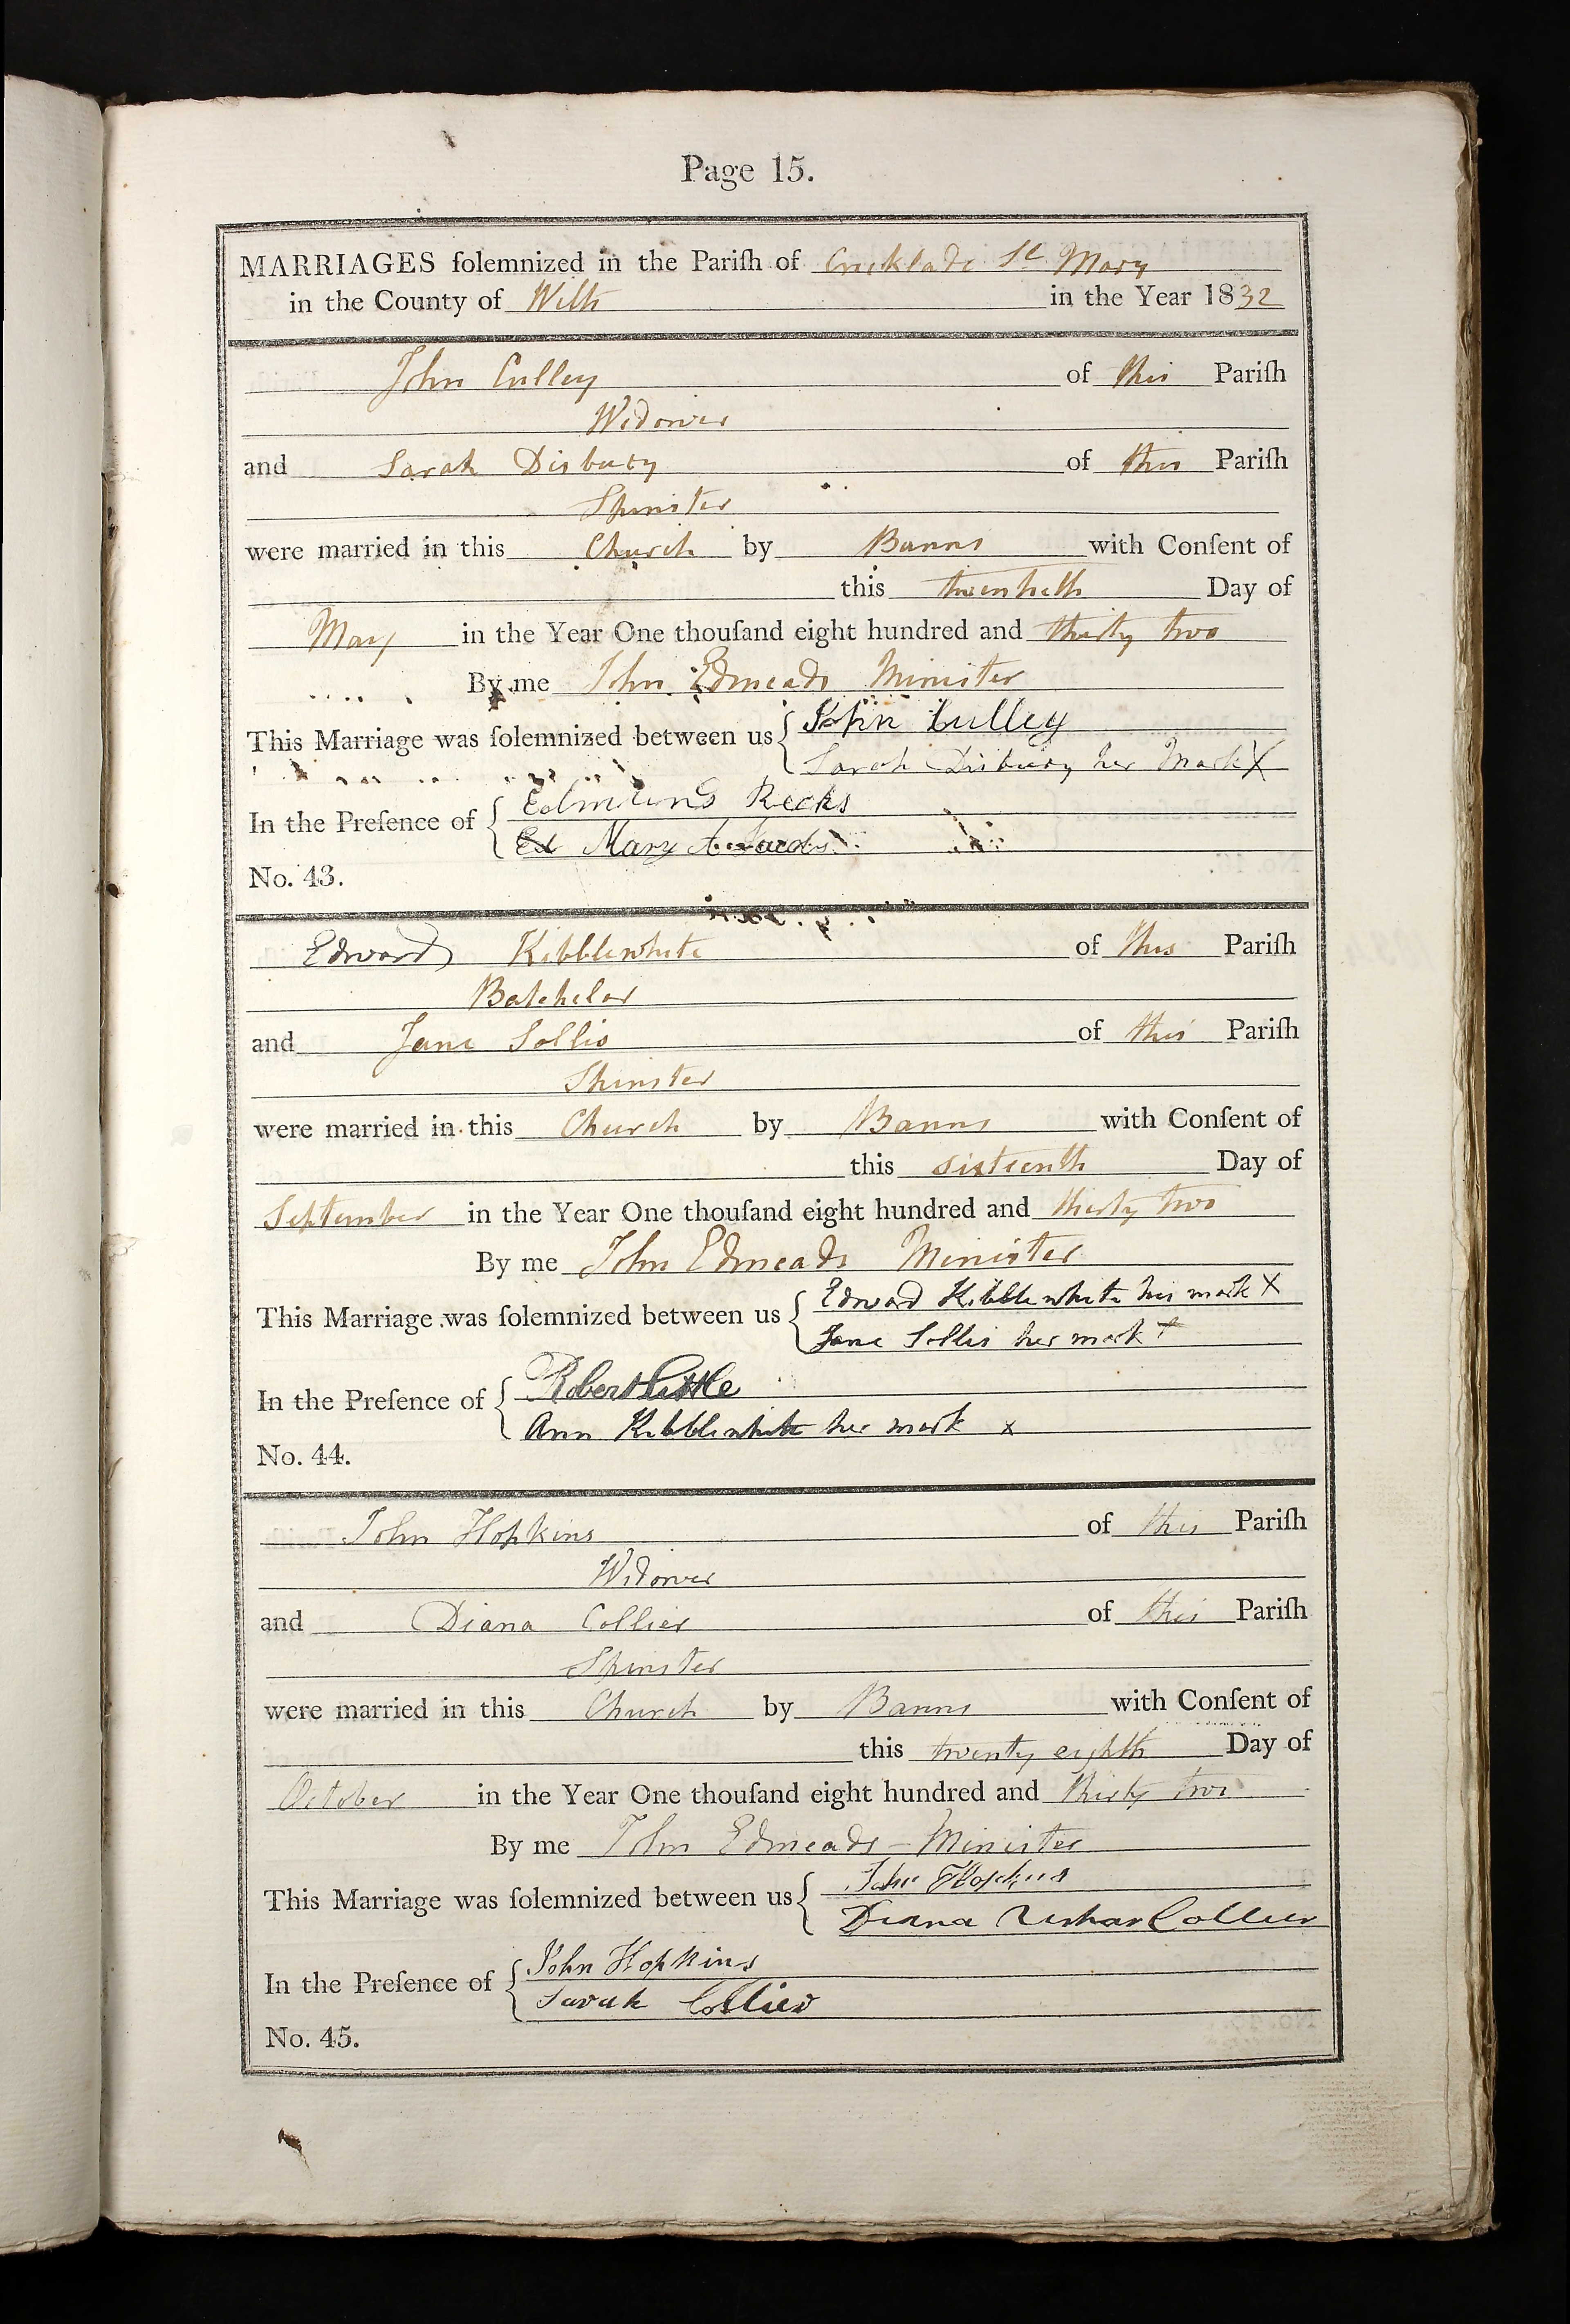 Page 15.
MARRIAGES ſolemnized in the Pariſh of Cricklade St Mary
in the County of Wilts in the Year 1832
John Culley of this Pariſh
Widower
and Sarah Disbury of this Pariſh
Spinster
were married in this Church by Banns with Conſent of
this twentieth Day of
May in the Year One thouſand eight hundred and thirty two
By me John Edmeads Minister
This Marriage was ſolemnized between us { John Culley
Sarah Disbury her Mark X
In the Preſence of { Edmund Recks
Ed Mary
No. 43.
Edward Kibblewhite of this Pariſh
Batchelor
and Jane Sollis of this Pariſh
Spinster
were married in this Church by Banns with Conſent of
this sixteenth Day of
September in the Year One thouſand eight hundred and thirty two
By me John Edmeads Minister
This Marriage was ſolemnized between us { Edward Kibblewhite his mark X
Jane Sollis her mark +
In the Preſence of { Robert Little
Ann Kibblewhite her mark x
No. 44.
John Hopkins of this Pariſh
Widower
and Diana Collier of this Pariſh
Spinster
were married in this Church by Banns with Conſent of
this twenty eighth Day of
October in the Year One thouſand eight hundred and thirty two
By me John Edmeads - Minister
This Marriage was ſolemnized between us { John Hopkins
Diana Collier
In the Preſence of { John Hopkins
Sarah Collier
No. 45.